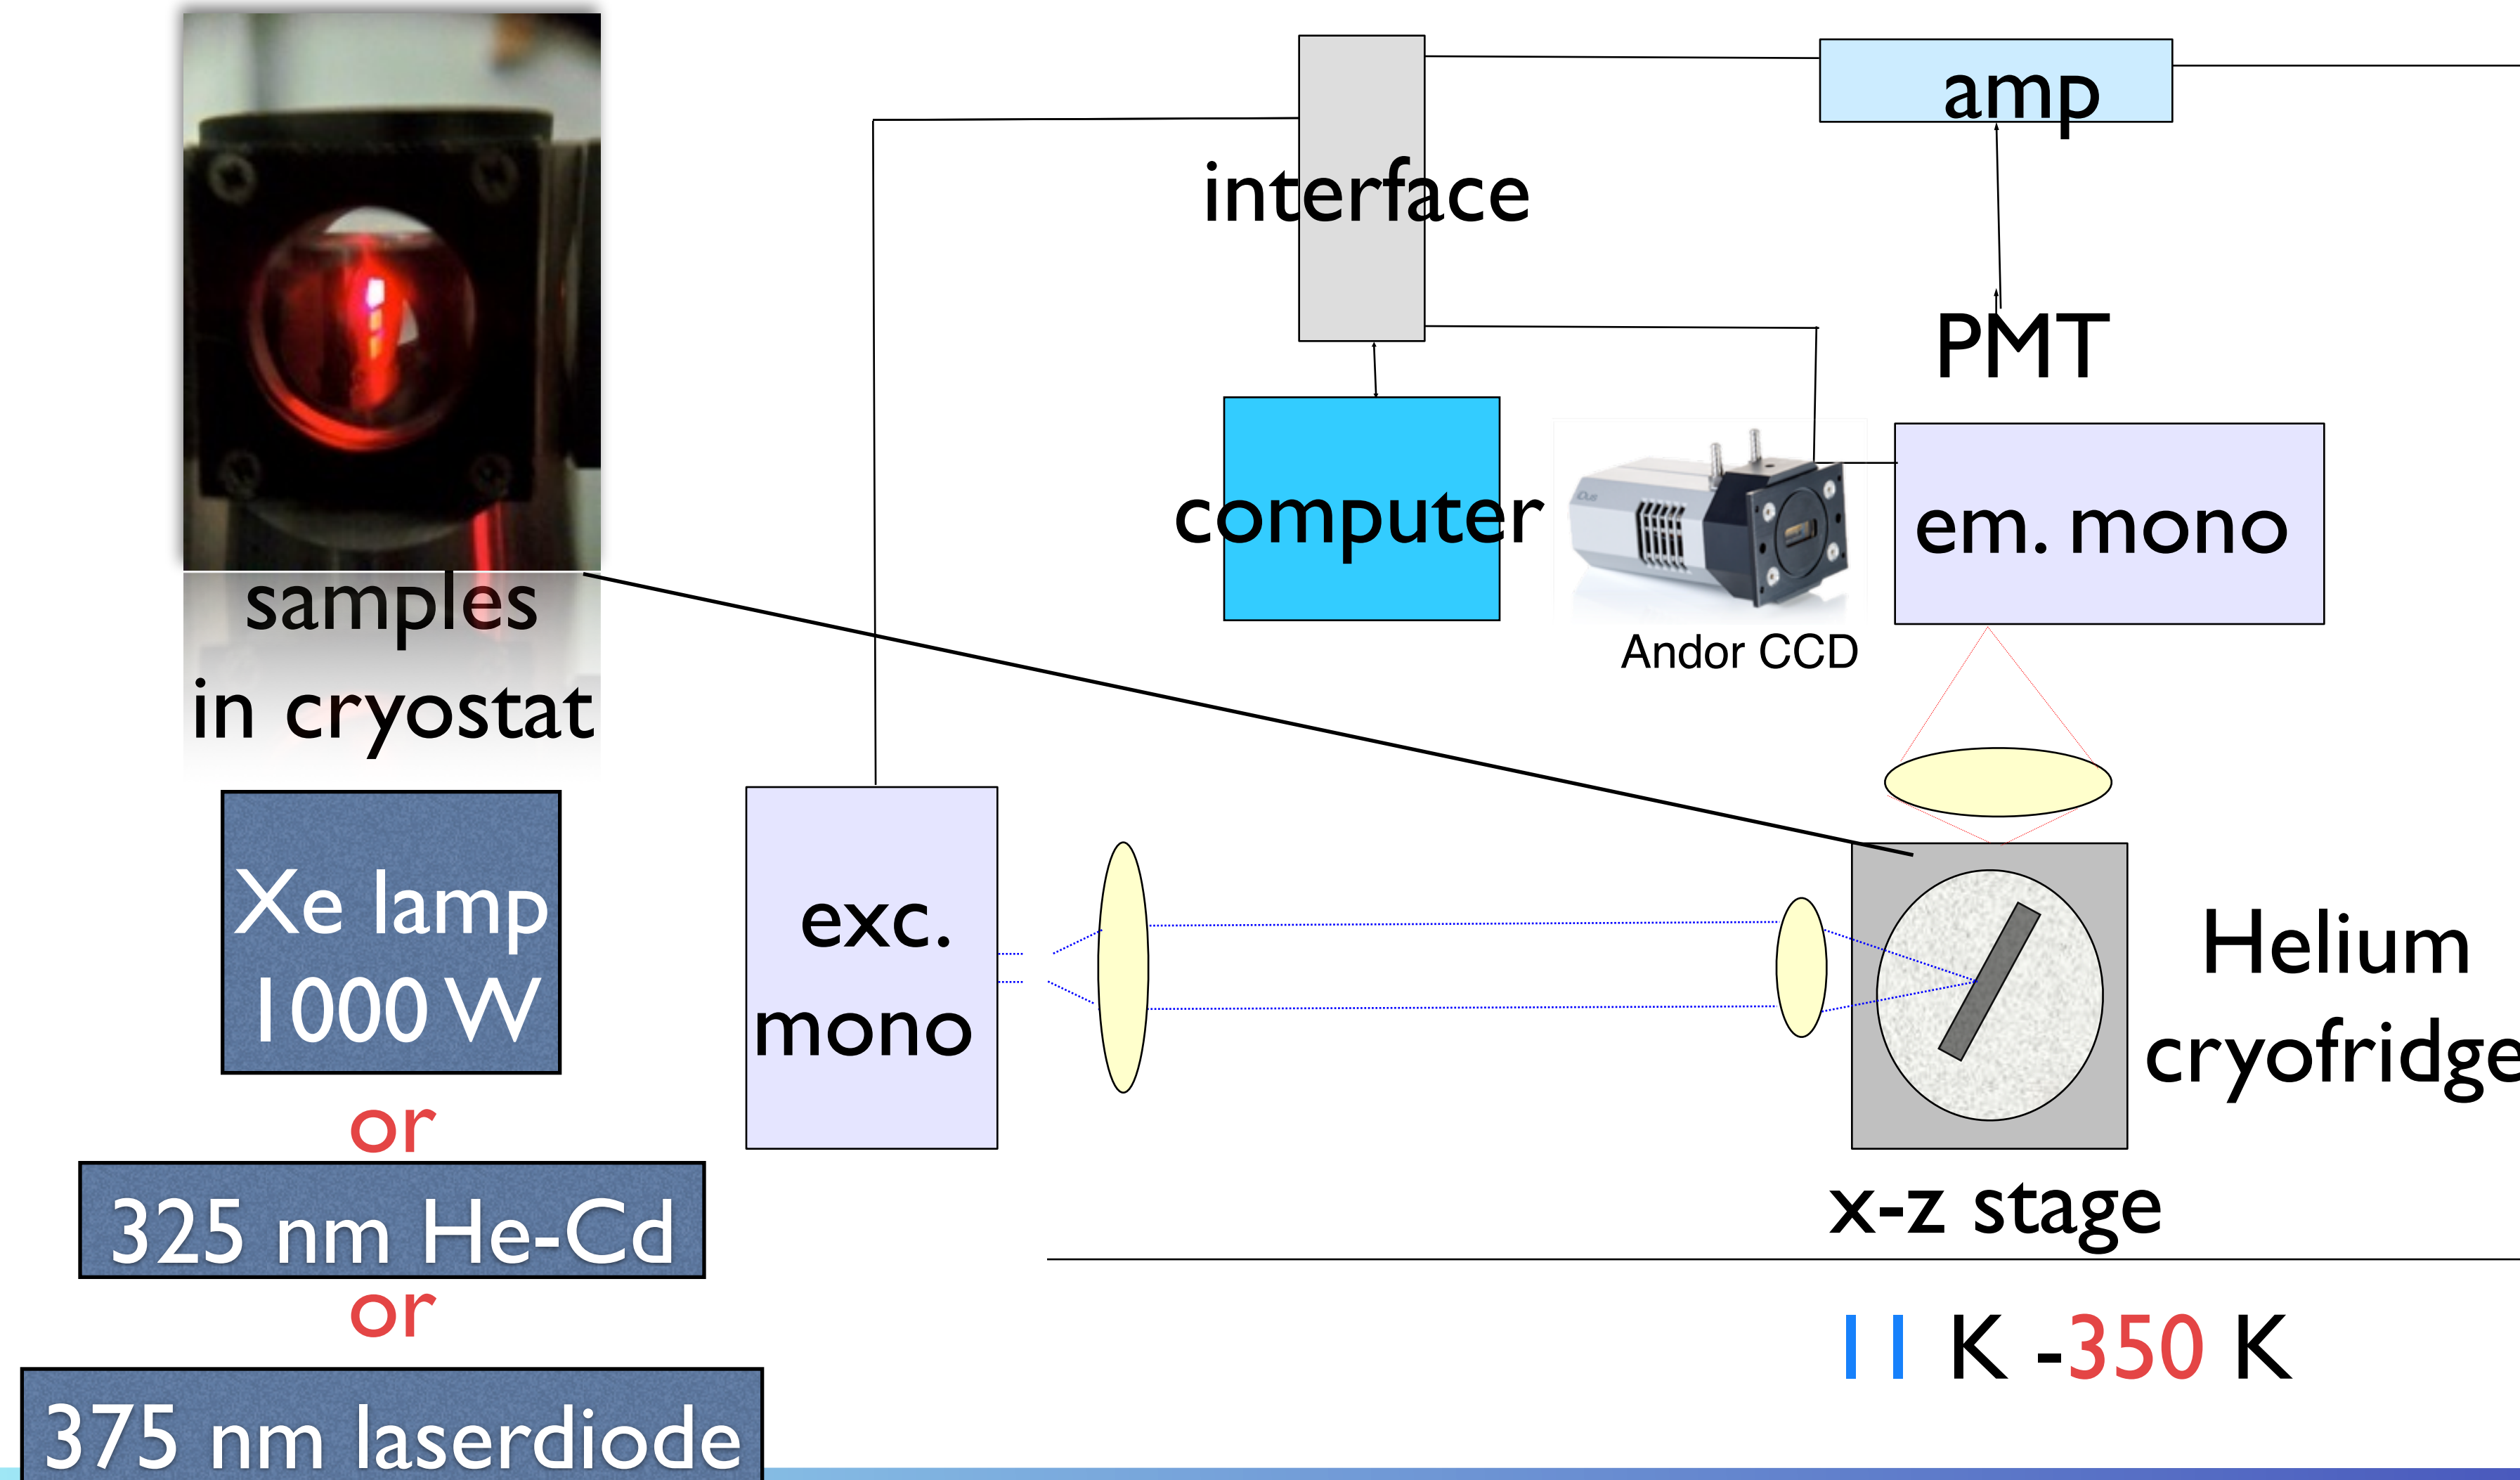 amp
interface
PMT
computer
em. mono
iDus
Andor CCD
samples
in cryostat
Xe lamp
1000 W
or
325 nm He-Cd
or
375 nm laserdiode
exc.
mono
Helium
cryofridge
x-z stage
11 K -350 K